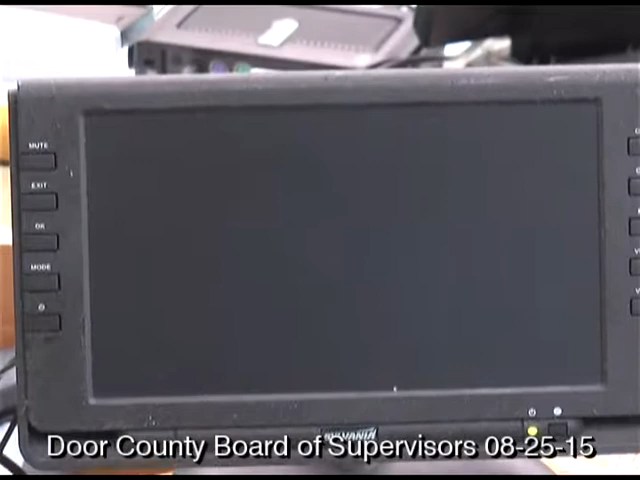 MUTE
EXIT
OK
MODE
SYLVANIA
Door County Board of Supervisors 08-25-15